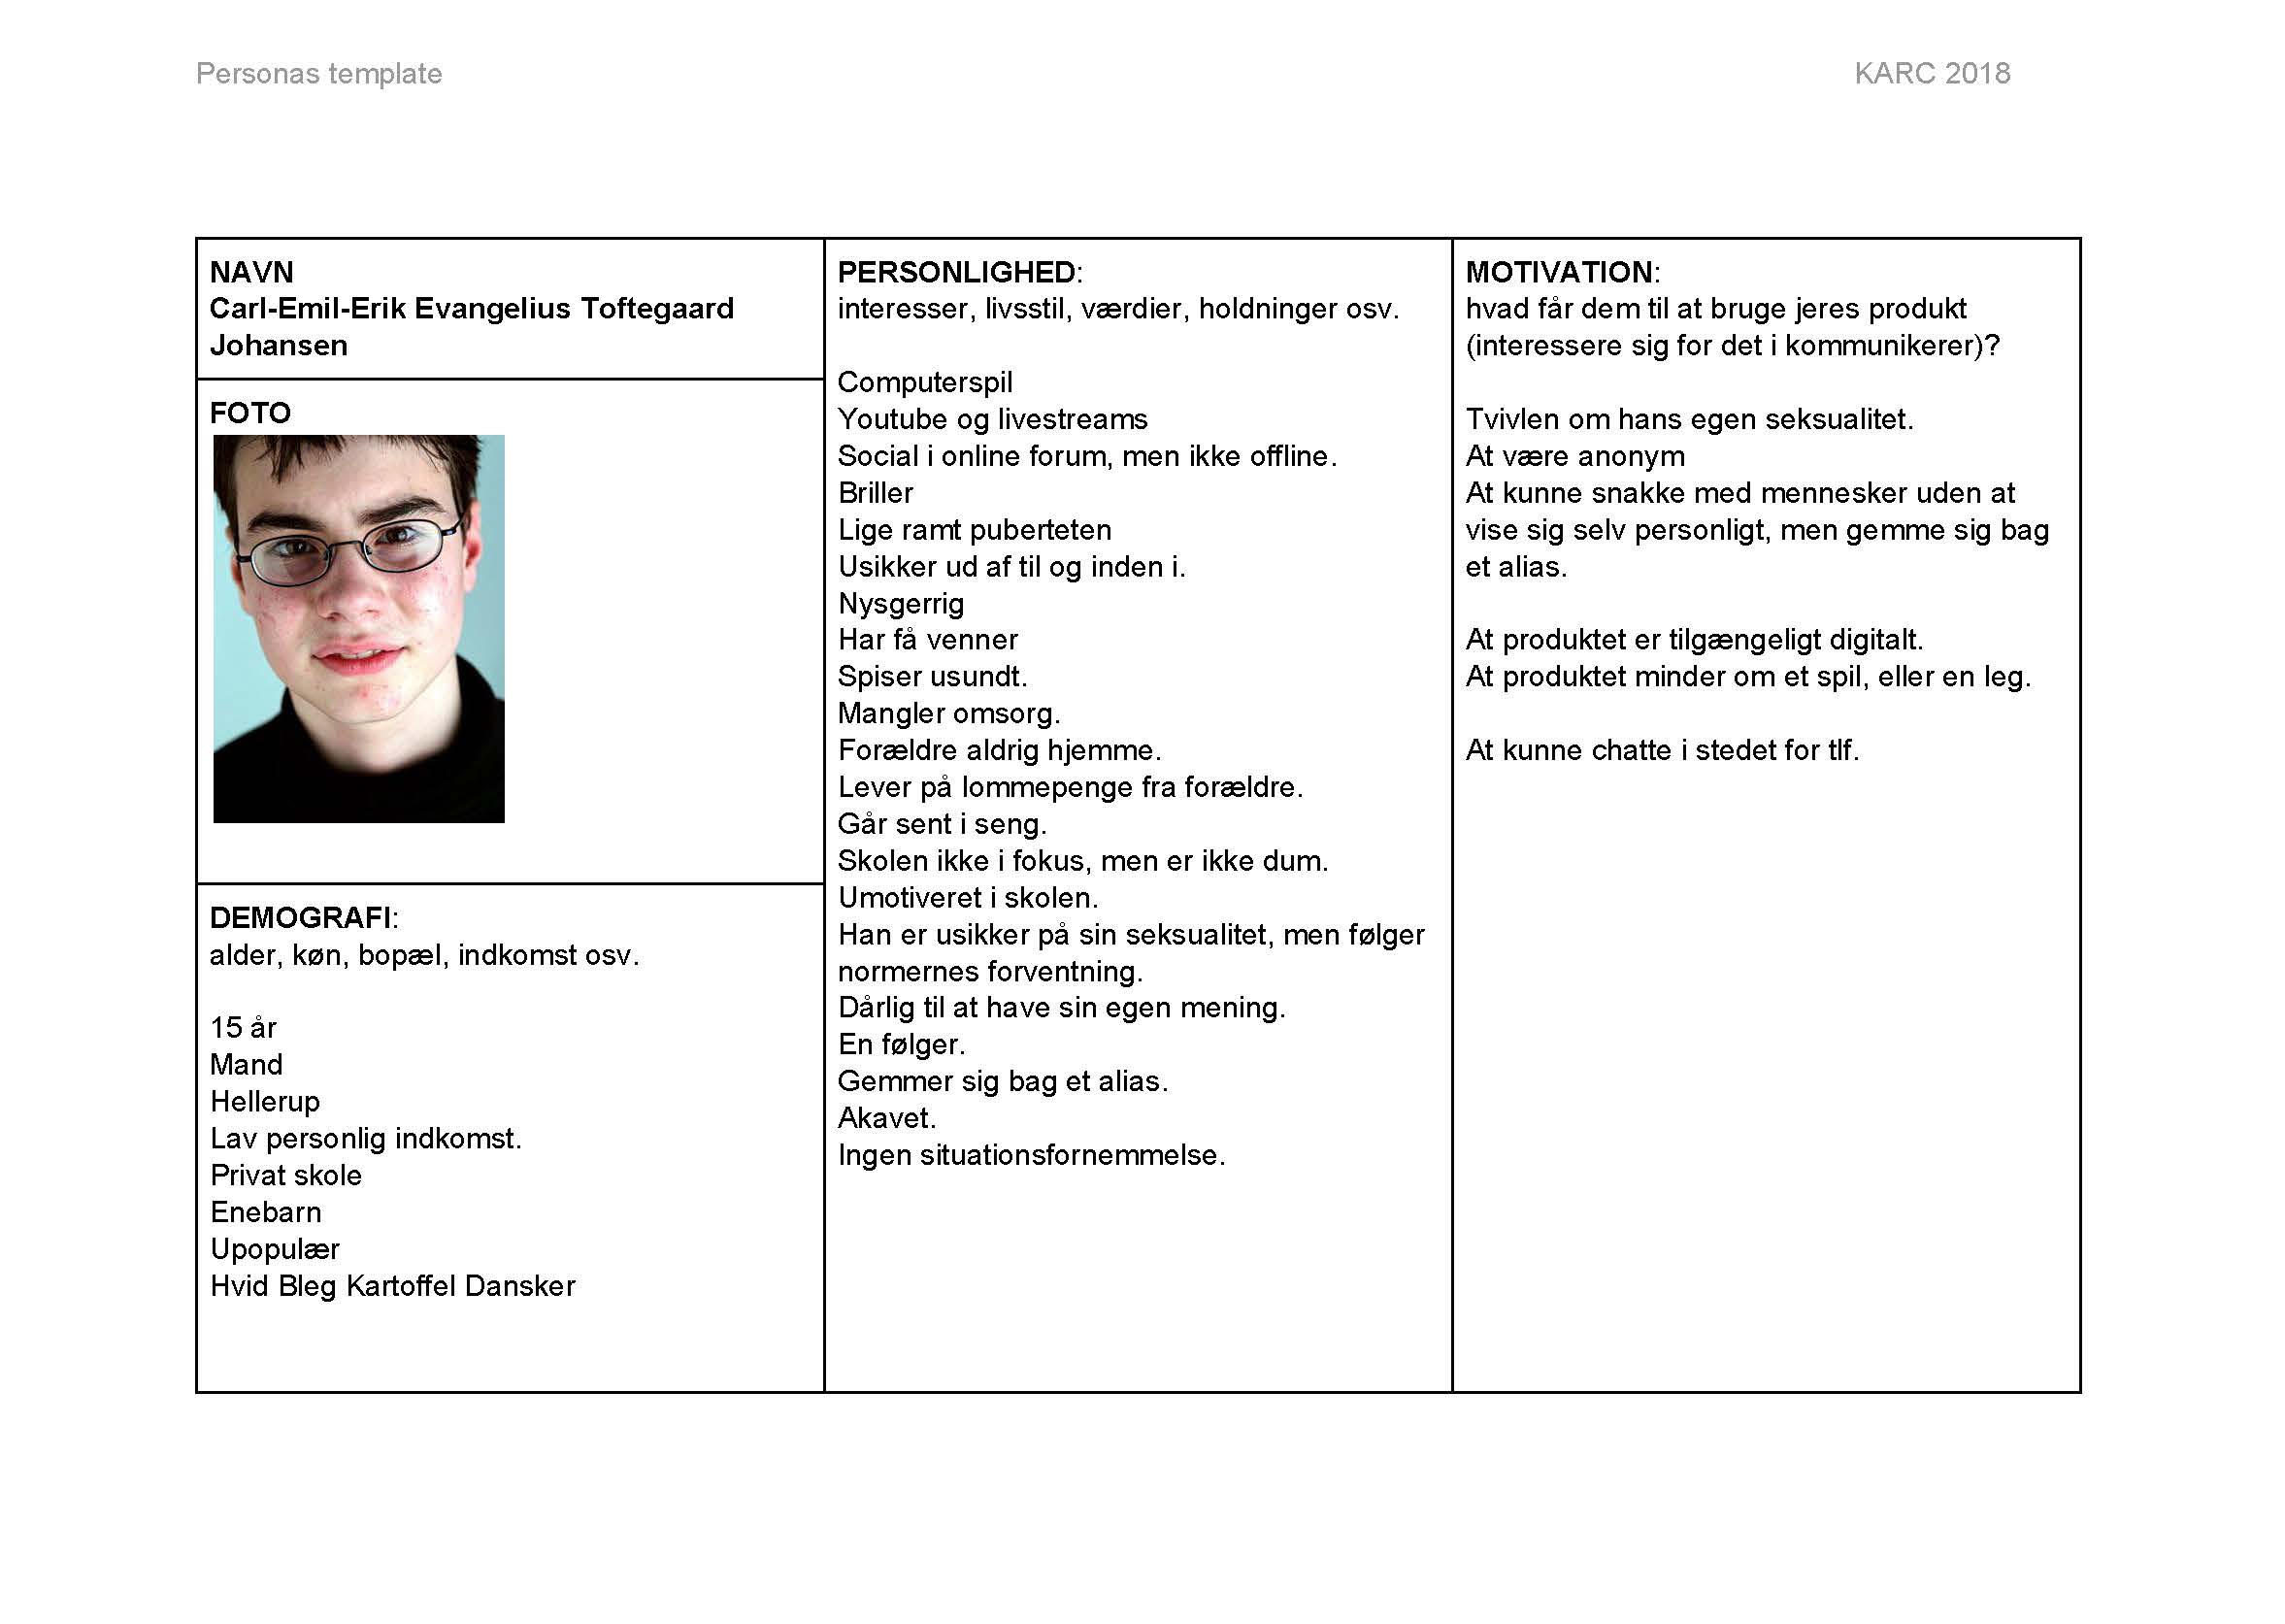 Personas template
KARC 2018
NAVN
Carl-Emil-Erik Evangelius Toftegaard
Johansen
FOTO
DEMOGRAFI:
alder, køn, bopæl, indkomst osv.
15 år
Mand
Hellerup
Lav personlig indkomst.
Privat skole
Enebarn
Upopulær
Hvid Bleg Kartoffel Dansker
PERSONLIGHED:
interesser, livsstil, værdier, holdninger osv.
Computerspil
Youtube og livestreams
Social i online forum, men ikke offline.
Briller
Lige ramt puberteten
Usikker ud af til og inden i.
Nysgerrig
Har få venner
Spiser usundt.
Mangler omsorg.
Forældre aldrig hjemme.
Lever på lommepenge fra forældre.
Går sent i seng.
Skolen ikke i fokus, men er ikke dum.
Umotiveret i skolen.
Han er usikker på sin seksualitet, men følger
normernes forventning.
Dårlig til at have sin egen mening.
En følger.
Gemmer sig bag et alias.
Akavet.
Ingen situationsfornemmelse.
MOTIVATION:
hvad får dem til at bruge jeres produkt
(interessere sig for det i kommunikerer)?
Tvivlen om hans egen seksualitet.
At være anonym
At kunne snakke med mennesker uden at
vise sig selv personligt, men gemme sig bag
et alias.
At produktet er tilgængeligt digitalt.
At produktet minder om et spil, eller en leg.
At kunne chatte i stedet for tlf.